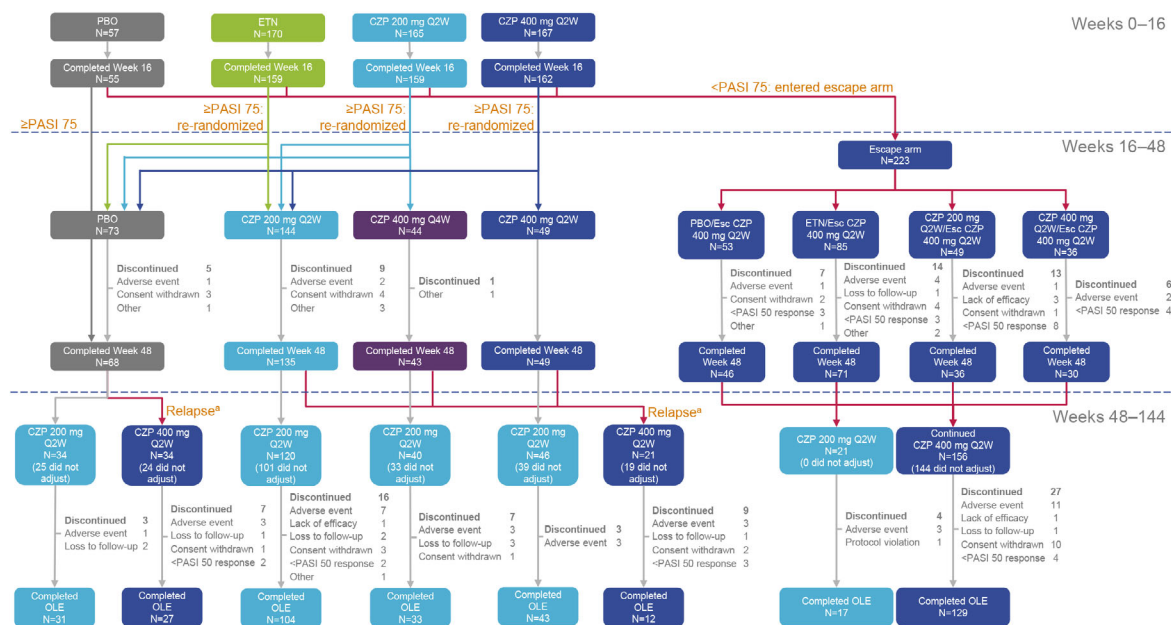 Weeks 0–16
PBO
N=57
ETN
N=170
CZP 200 mg Q2W
N=165
CZP 400 mg Q2W
N=167
Completed Week 16
N=55
Completed Week 16
N=159
Completed Week 16
N=159
Completed Week 16
N=162
<PASI 75: entered escape arm
≥PASI 75
≥PASI 75:
re-randomized
≥PASI 75:
re-randomized
≥PASI 75:
re-randomized
Weeks 16–48
Escape arm
N=223
PBO
N=73
CZP 200 mg Q2W
N=144
CZP 400 mg Q4W
N=44
CZP 400 mg Q2W
N=49
PBO/Esc CZP
400 mg Q2W
N=53
ETN/Esc CZP
400 mg Q2W
N=85
CZP 200 mg
Q2W/Esc CZP
400 mg Q2W
N=49
CZP 400 mg
Q2W/Esc CZP
400 mg Q2W
N=36
Discontinued 5
Adverse event 1
Consent withdrawn 3
Other 1
Discontinued 9
Adverse event 2
Consent withdrawn 4
Other 3
Discontinued 1
Other 1
Discontinued 7
Adverse event 1
Consent withdrawn 2
<PASI 50 response 3
Other 1
Discontinued 14
Adverse event 4
Loss to follow-up 1
Consent withdrawn 4
<PASI 50 response 3
Other 2
Discontinued 13
Adverse event 1
Lack of efficacy 3
Consent withdrawn 1
<PASI 50 response 8
Discontinued 6
Adverse event 2
<PASI 50 response 4
Completed Week 48
N=68
Completed Week 48
N=135
Completed Week 48
N=43
Completed Week 48
N=49
Completed
Week 48
N=46
Completed
Week 48
N=71
Completed
Week 48
N=36
Completed
Week 48
N=30
Weeks 48–144
Relapseª
Relapseª
CZP 200 mg
Q2W
N=34
(25 did not
adjust)
CZP 400 mg
Q2W
N=34
(24 did not
adjust)
CZP 200 mg
Q2W
N=120
(101 did not
adjust)
CZP 200 mg
Q2W
N=40
(33 did not
adjust)
CZP 200 mg
Q2W
N=46
(39 did not
adjust)
CZP 400 mg
Q2W
N=21
(19 did not
adjust)
CZP 200 mg Q2W
N=21
(0 did not adjust)
Continued
CZP 400 mg Q2W
N=156
(144 did not adjust)
Discontinued 3
Adverse event 1
Loss to follow-up 2
Discontinued 7
Adverse event 3
Loss to follow-up 1
Consent withdrawn 1
<PASI 50 response 2
Discontinued 16
Adverse event 7
Lack of efficacy 1
Loss to follow-up 2
Consent withdrawn 3
<PASI 50 response 2
Other 1
Discontinued 7
Adverse event 3
Loss to follow-up 3
Consent withdrawn 1
Discontinued 3
Adverse event 3
Discontinued 9
Adverse event 3
Loss to follow-up 1
Consent withdrawn 2
<PASI 50 response 3
Discontinued 4
Adverse event 3
Protocol violation 1
Discontinued 27
Adverse event 11
Lack of efficacy 1
Loss to follow-up 1
Consent withdrawn 10
<PASI 50 response 4
Completed
OLE
N=31
Completed
OLE
N=27
Completed
OLE
N=104
Completed
OLE
N=33
Completed
OLE
N=43
Completed
OLE
N=12
Completed OLE
N=17
Completed OLE
N=129